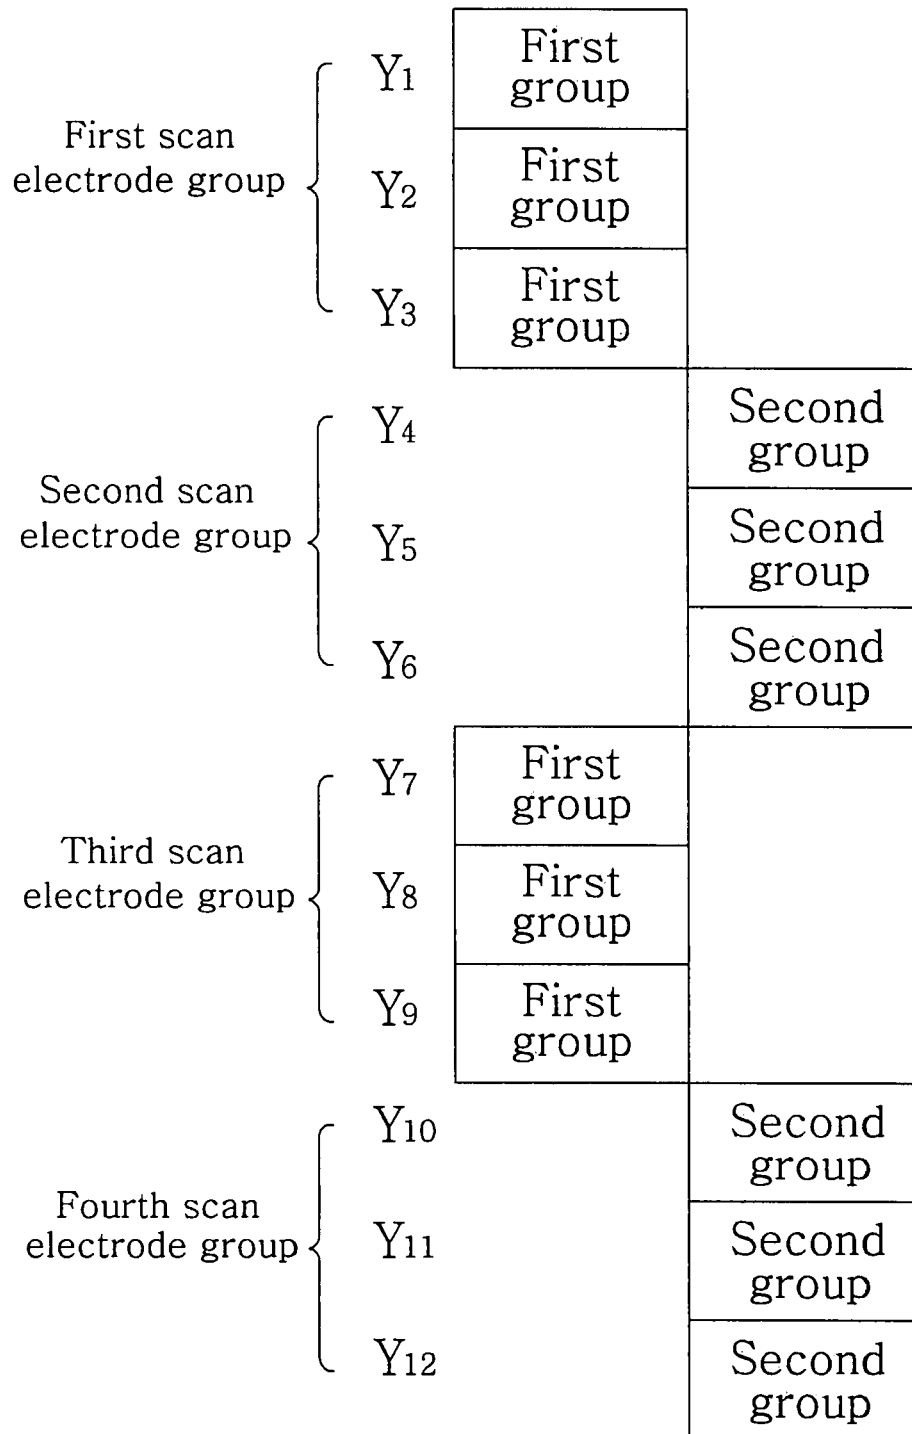 First scan
electrode group
Y1
First
group
Y2
First
group
Y3
First
group
Second scan
electrode group
Y4
Second
group
Y5
Second
group
Y6
Second
group
Third scan
electrode group
Y7
First
group
Y8
First
group
Y9
First
group
Fourth scan
electrode group
Y10
Second
group
Y11
Second
group
Y12
Second
group